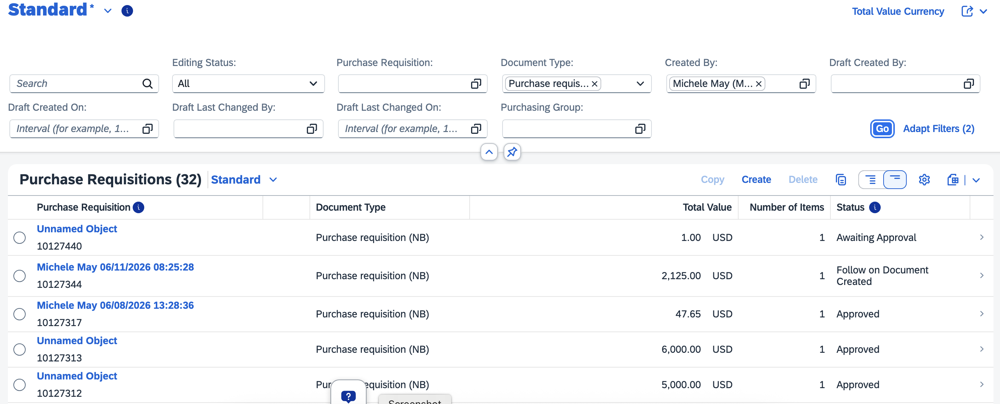 Standard*
Total Value Currency
Editing Status:
Purchase Requisition:
Document Type:
Created By:
Draft Created By:
Search
All
Purchase requis...
Michele May (M...
Draft Created On:
Draft Last Changed By:
Draft Last Changed On:
Purchasing Group:
Interval (for example, 1...
Interval (for example, 1...
Go
Adapt Filters (2)
Purchase Requisitions (32)
Standard
Copy
Create
Delete
Purchase Requisition
Document Type
Total Value
Number of Items
Status
Unnamed Object
10127440
Purchase requisition (NB)
1.00 USD
1
Awaiting Approval
Michele May 06/11/2026 08:25:28
10127344
Purchase requisition (NB)
2,125.00 USD
1
Follow on Document
Created
Michele May 06/08/2026 13:28:36
10127317
Purchase requisition (NB)
47.65 USD
1
Approved
Unnamed Object
10127313
Purchase requisition (NB)
6,000.00 USD
1
Approved
Unnamed Object
10127312
Pur equisition (NB)
5,000.00 USD
1
Approved
Screenshot